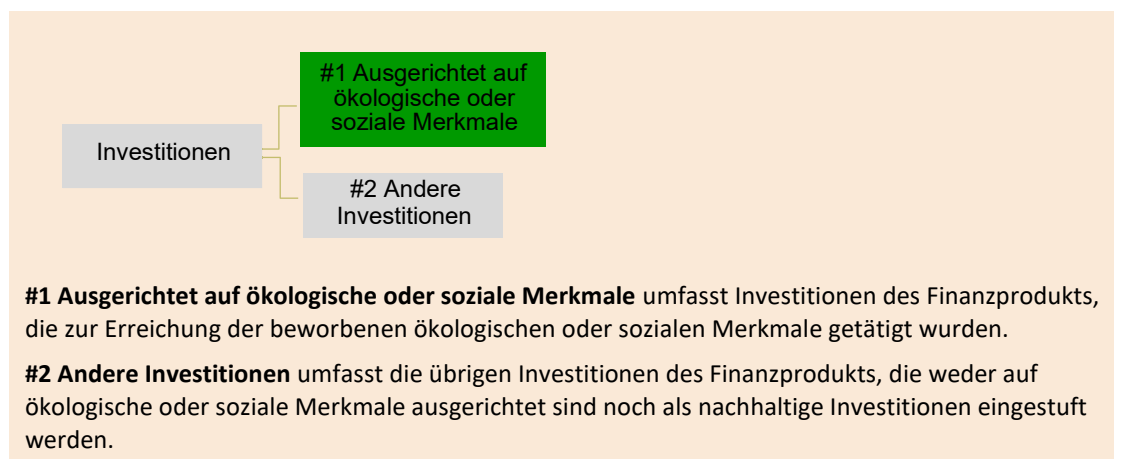 #1 Ausgerichtet auf
ökologische oder
soziale Merkmale
Investitionen
#2 Andere
Investitionen
#1 Ausgerichtet auf ökologische oder soziale Merkmale umfasst Investitionen des Finanzprodukts,
die zur Erreichung der beworbenen ökologischen oder sozialen Merkmale getätigt wurden.
#2 Andere Investitionen umfasst die übrigen Investitionen des Finanzprodukts, die weder auf
ökologische oder soziale Merkmale ausgerichtet sind noch als nachhaltige Investitionen eingestuft
werden.